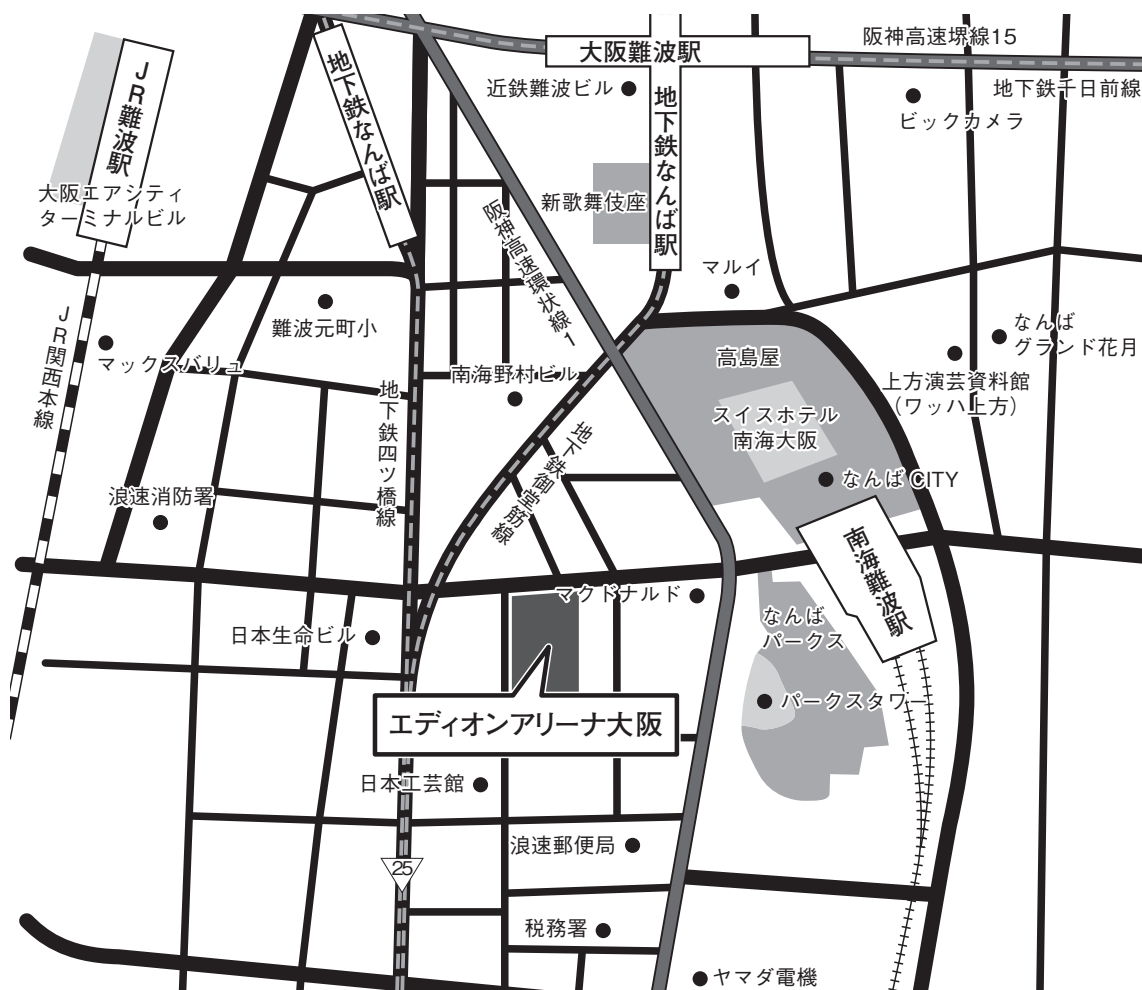 阪神高速堺線15
大阪難波駅
地下鉄千日前線
近鉄難波ビル
ビックカメラ
JR難波駅
地下鉄なんば駅
地下鉄なんば駅
大阪エアシティ
ターミナルビル
新歌舞伎座
阪神高速環状線1
マルイ
難波元町小
なんば
グランド花月
JR関西本線
マックスバリュ
高島屋
南海野村ビル
上方演芸資料館
(ワッハ上方)
地下鉄四ツ橋線
スイスホテル
南海大阪
地下鉄御堂筋線
なんばCITY
浪速消防署
南海難波駅
マクドナルド
なんば
パークス
日本生命ビル
パークスタワー
エディオンアリーナ大阪
日本工芸館
浪速郵便局
25
税務署
ヤマダ電機